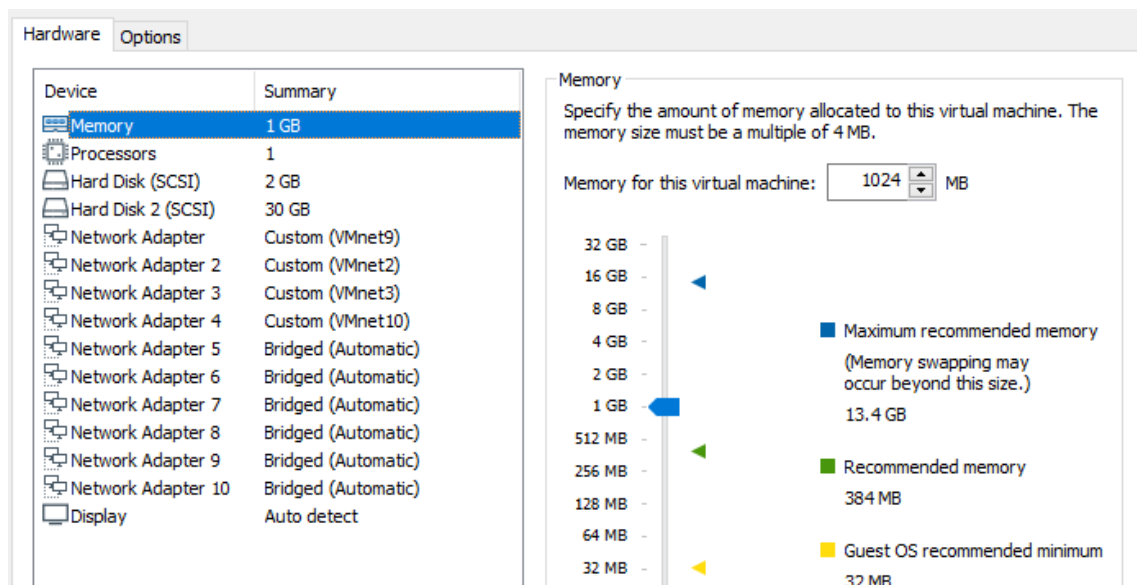 Hardware Options
Device Summary
Memory 1 GB
Processors 1
Hard Disk (SCSI) 2 GB
Hard Disk 2 (SCSI) 30 GB
Network Adapter Custom (VMnet9)
Network Adapter 2 Custom (VMnet2)
Network Adapter 3 Custom (VMnet3)
Network Adapter 4 Custom (VMnet10)
Network Adapter 5 Bridged (Automatic)
Network Adapter 6 Bridged (Automatic)
Network Adapter 7 Bridged (Automatic)
Network Adapter 8 Bridged (Automatic)
Network Adapter 9 Bridged (Automatic)
Network Adapter 10 Bridged (Automatic)
Display Auto detect
Memory
Specify the amount of memory allocated to this virtual machine. The
memory size must be a multiple of 4 MB.
Memory for this virtual machine: 1024 MB
32 GB
16 GB
8 GB
4 GB
2 GB
1 GB
512 MB
256 MB
128 MB
64 MB
32 MB
Maximum recommended memory
(Memory swapping may
occur beyond this size.)
13.4 GB
Recommended memory
384 MB
Guest OS recommended minimum
32 MB